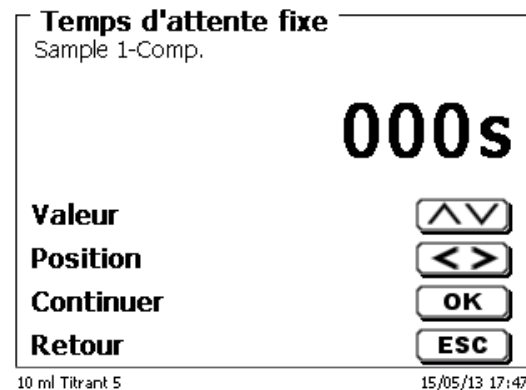 Temps d'attente fixe
Sample 1-Comp.
000s
Valeur
Position
Continuer OK
Retour ESC
10 ml Titrant 5 15/05/13 17:47